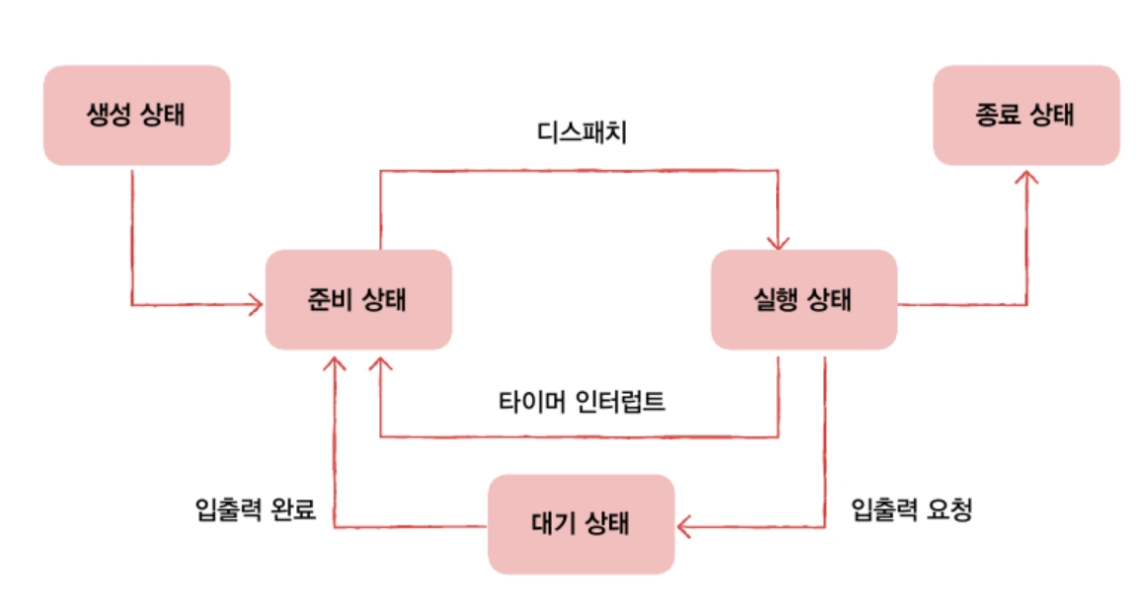 생성 상태
종료 상태
디스패치
준비 상태
실행 상태
타이머 인터럽트
입출력 완료
대기 상태
입출력 요청